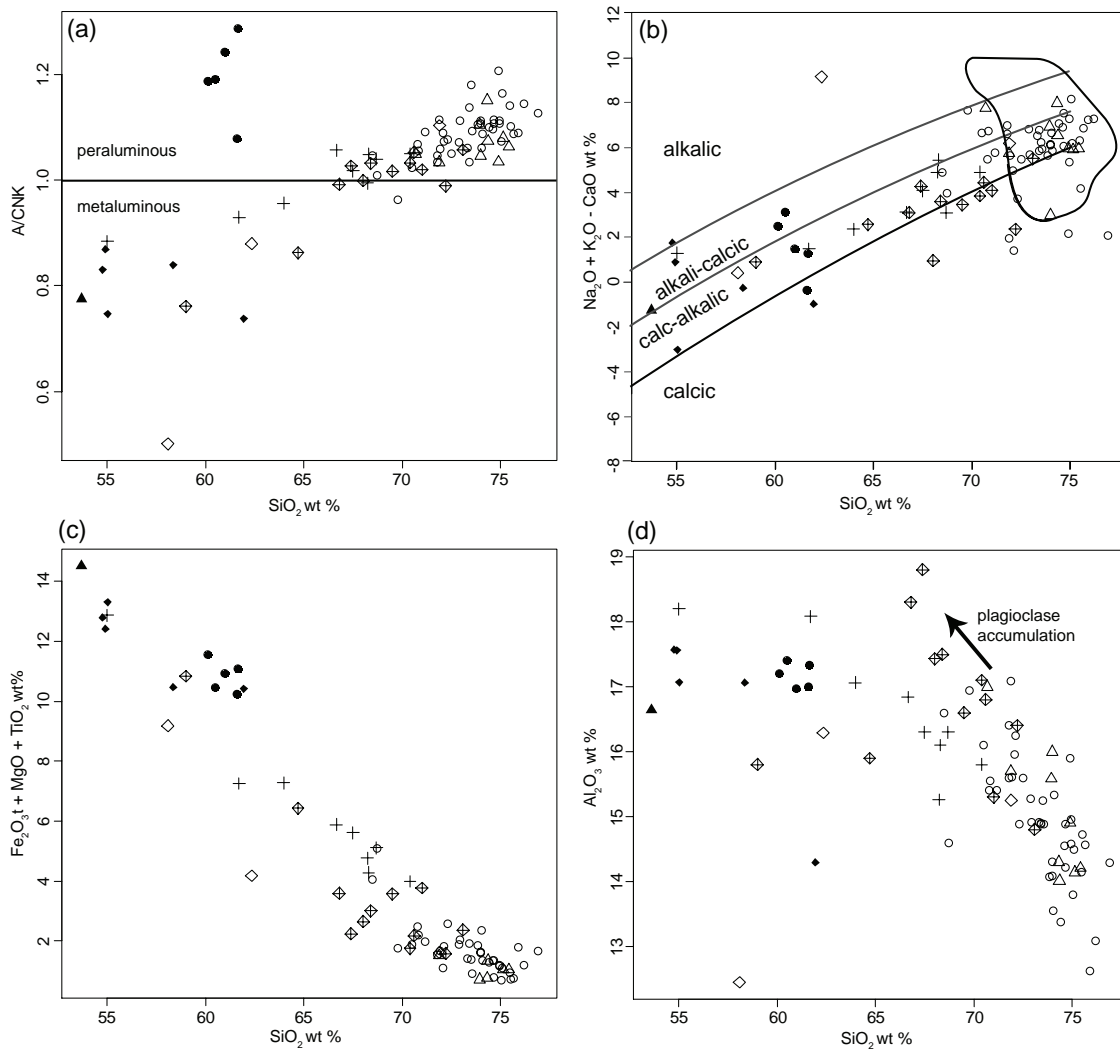 (a)
1.2
1.0
0.8
0.6
A/CNK
peraluminous
metaluminous
55 60 65 70 75
SiO2 wt %
(b)
12
10
8
6
4
2
0
-2
-4
-6
-8
Na2O + K2O - CaO wt %
alkalic
alkali-calcic
calc-alkalic
calcic
55 60 65 70 75
SiO2 wt %
(c)
14
12
10
8
6
4
2
Fe2O3t + MgO + TiO2 wt%
55 60 65 70 75
SiO2 wt %
(d)
19
18
17
16
15
14
13
Al2O3 wt %
plagioclase
accumulation
55 60 65 70 75
SiO2 wt %